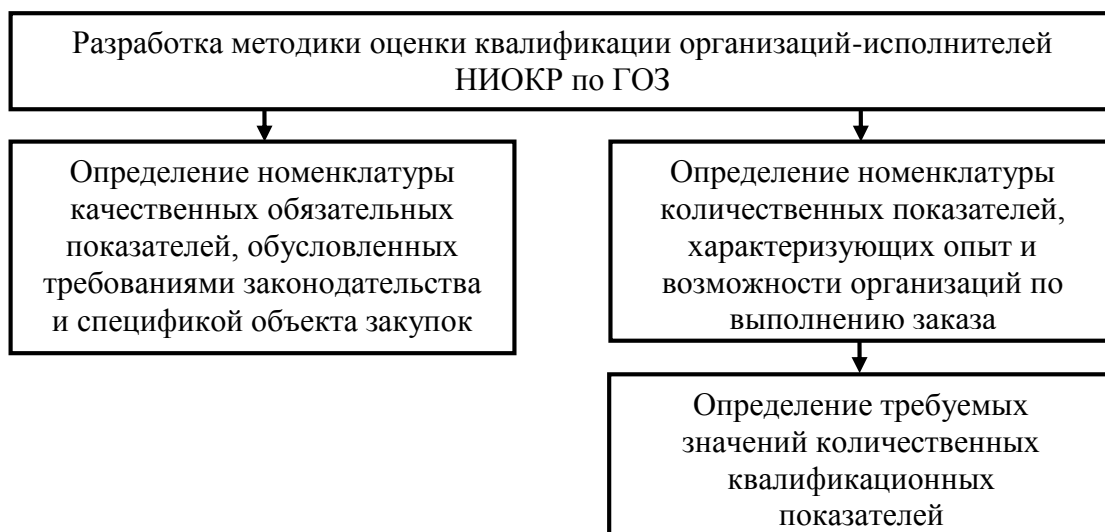 Разработка методики оценки квалификации организаций-исполнителей
НИОКР по ГОЗ
Определение номенклатуры
качественных обязательных
показателей, обусловленных
требованиями законодательства
и спецификой объекта закупок
Определение номенклатуры
количественных показателей,
характеризующих опыт и
возможности организаций по
выполнению заказа
Определение требуемых
значений количественных
квалификационных
показателей